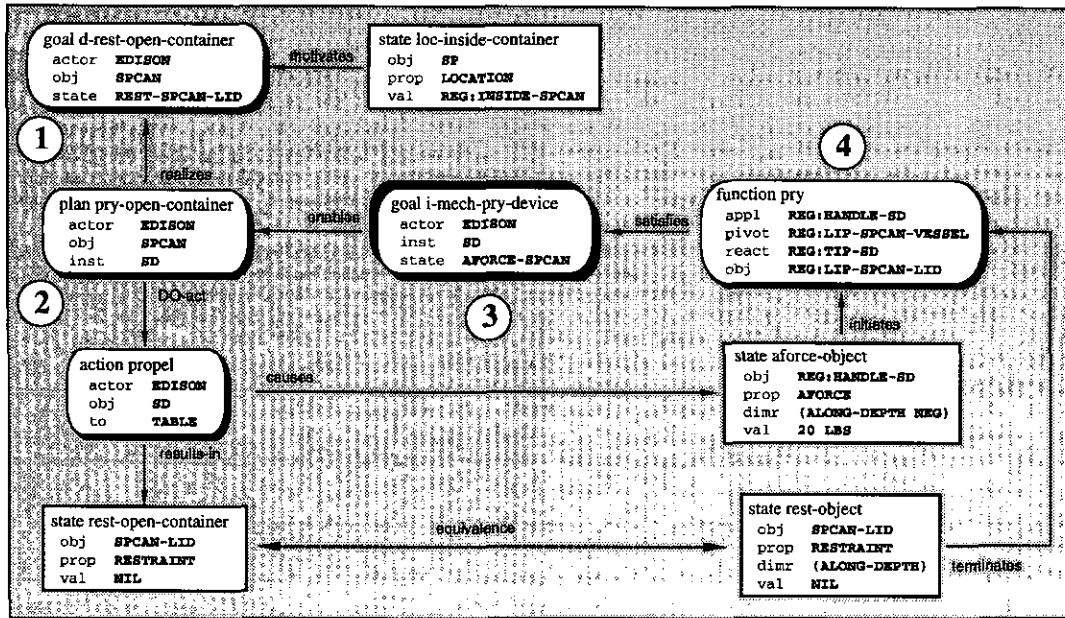 goal d-rest-open-container
actor EDISON
obj SPCAN
state REST-SPCAN-LID
motivates
state loc-inside-container
obj SP
prop LOCATION
val REG:INSIDE-SPCAN
1
realizes
4
plan pry-open-container
actor EDISON
obj SPCAN
inst SD
enables
goal i-mech-pry-device
actor EDISON
inst SD
state AFORCE-SPCAN
satisfies
function pry
appl REG:HANDLE-SD
pivot REG:LIP-SPCAN-VESSEL
react REG:TIP-SD
obj REG:LIP-SPCAN-LID
2
DO-act
3
initiates
action propel
actor EDISON
obj SD
to TABLE
causes
state aforce-object
obj REG:HANDLE-SD
prop AFORCE
dimr (ALONG-DEPTH NEG)
val 20 LBS
results-in
state rest-open-container
obj SPCAN-LID
prop RESTRAINT
val NIL
equivalence
state rest-object
obj SPCAN-LID
prop RESTRAINT
dimr (ALONG-DEPTH)
val NIL
terminates